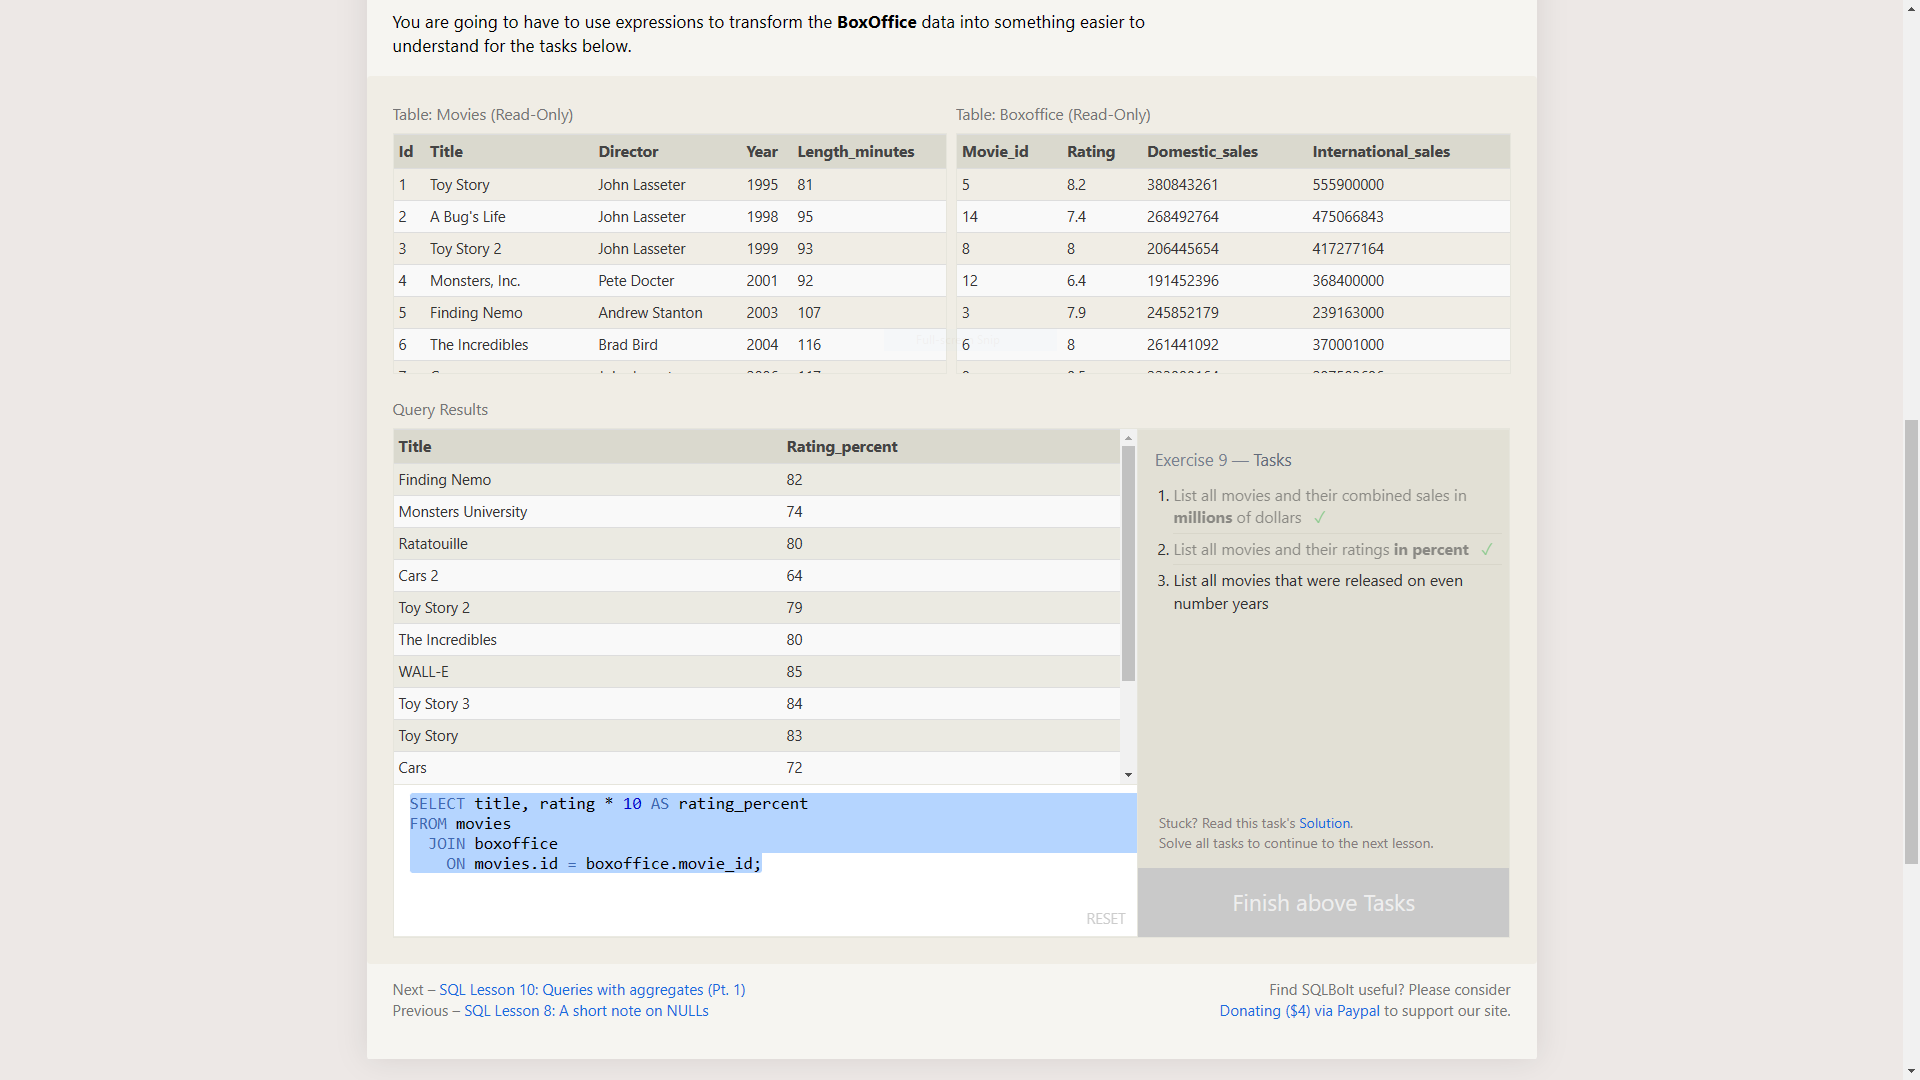 You are going to have to use expressions to transform the BoxOffice data into something easier to
understand for the tasks below.
Table: Movies (Read-Only)
Id Title Director Year Length_minutes
1 Toy Story John Lasseter 1995 81
2 A Bug's Life John Lasseter 1998 95
3 Toy Story 2 John Lasseter 1999 93
4 Monsters, Inc. Pete Docter 2001 92
5 Finding Nemo Andrew Stanton 2003 107
6 The Incredibles Brad Bird 2004 116
Table: Boxoffice (Read-Only)
Movie_id Rating Domestic_sales International_sales
5 8.2 380843261 555900000
14 7.4 268492764 475066843
8 8 206445654 417277164
12 6.4 191452396 368400000
3 7.9 245852179 239163000
6 8 261441092 370001000
Query Results
Title Rating_percent
Finding Nemo 82
Monsters University 74
Ratatouille 80
Cars 2 64
Toy Story 2 79
The Incredibles 80
WALL-E 85
Toy Story 3 84
Toy Story 83
Cars 72
SELECT title, rating * 10 AS rating_percent
FROM movies
JOIN boxoffice
ON movies.id = boxoffice.movie_id;
RESET
Exercise 9 — Tasks
1. List all movies and their combined sales in
millions of dollars ✓
2. List all movies and their ratings in percent ✓
3. List all movies that were released on even
number years
Stuck? Read this task's Solution.
Solve all tasks to continue to the next lesson.
Finish above Tasks
Next – SQL Lesson 10: Queries with aggregates (Pt. 1)
Previous – SQL Lesson 8: A short note on NULLs
Find SQLBolt useful? Please consider
Donating ($4) via Paypal to support our site.